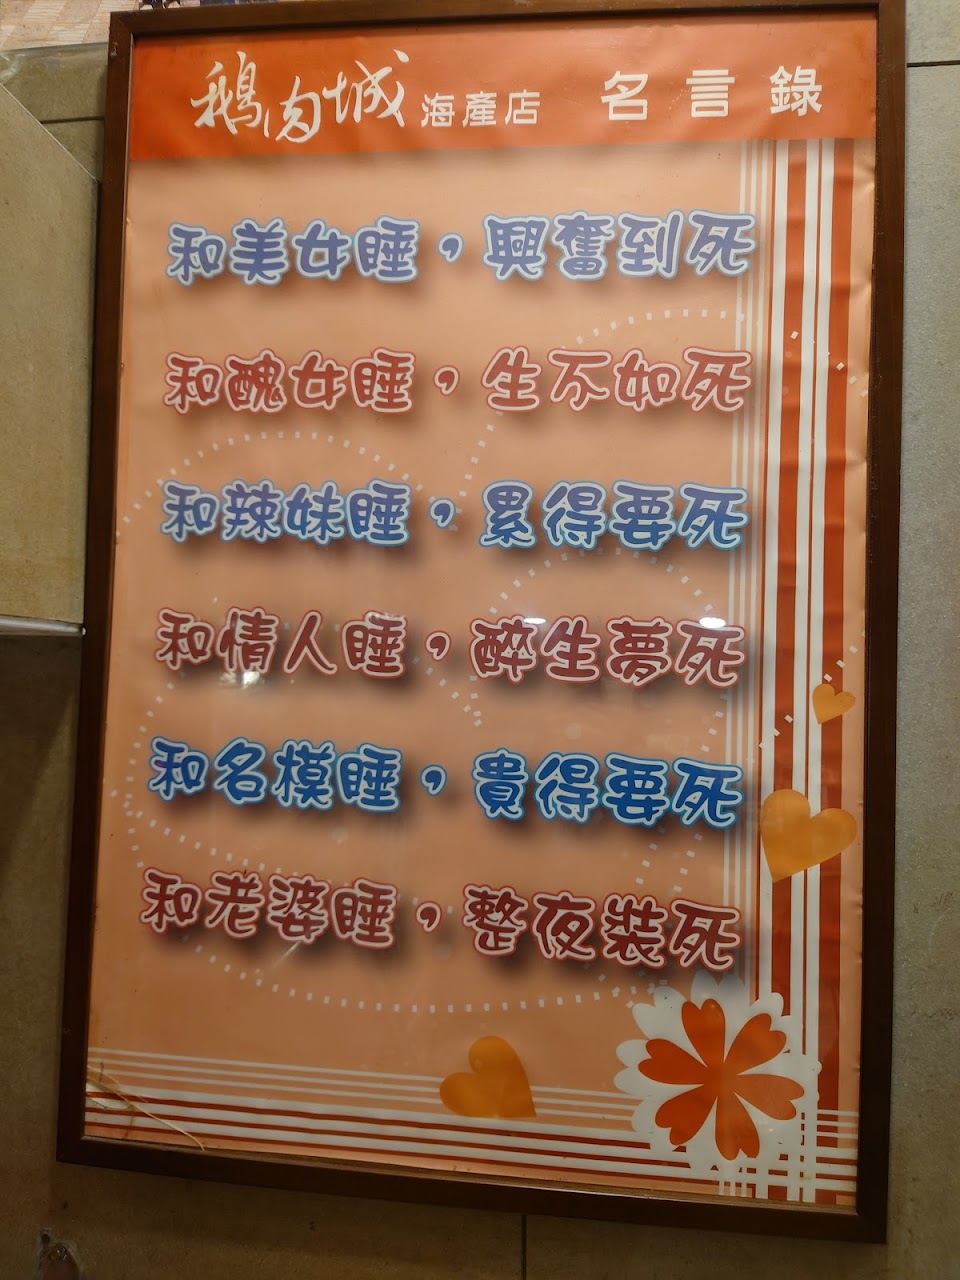 鵝肉城 海產店 名言錄
和美女睡，興奮到死
和醜女睡，生不如死
和辣妹睡，累得要死
和情人睡，醉生夢死
和名模睡，貴得要死
和老婆睡，整夜裝死